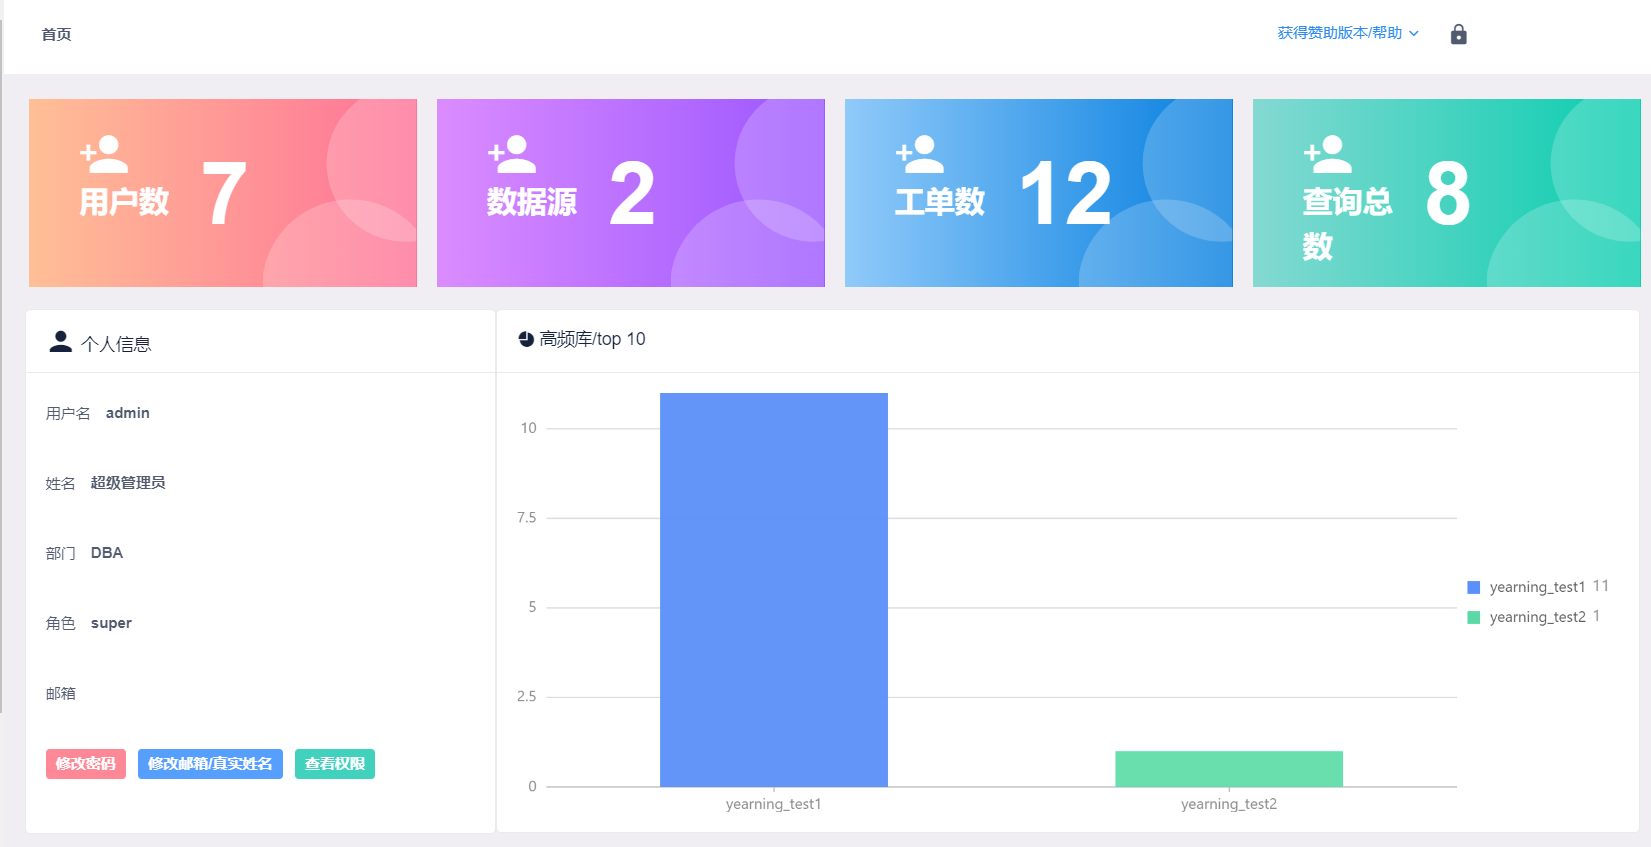 首页
获得赞助版本/帮助
用户数 7
数据源 2
工单数 12
查询总
数
8
个人信息
用户名 admin
姓名 超级管理员
部门 DBA
角色 super
邮箱
修改密码 修改邮箱/真实姓名 查看权限
高频库/top 10
10
7.5
5
2.5
0
yearning_test1 yearning_test2
yearning_test1 11
yearning_test2 1